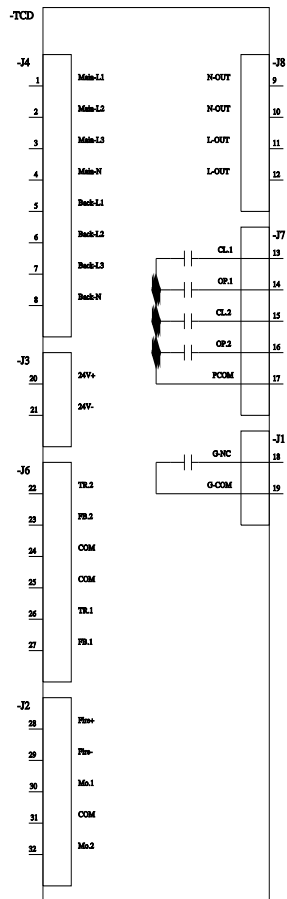 -TCD
-J4
1 Main-L1
2 Main-L2
3 Main-L3
4 Main-N
5 Back-L1
6 Back-L2
7 Back-L3
8 Back-N
-J3
20 24V+
21 24V-
-J6
22 TR.2
23 FB.2
24 COM
25 COM
26 TR.1
27 FB.1
-J2
28 Fire+
29 Fire-
30 Mo.1
31 COM
32 Mo.2
-J8
N-OUT 9
N-OUT 10
L-OUT 11
L-OUT 12
-J7
CL.1 13
OP.1 14
CL.2 15
OP.2 16
PCOM 17
-J1
G-NC 18
G-COM 19